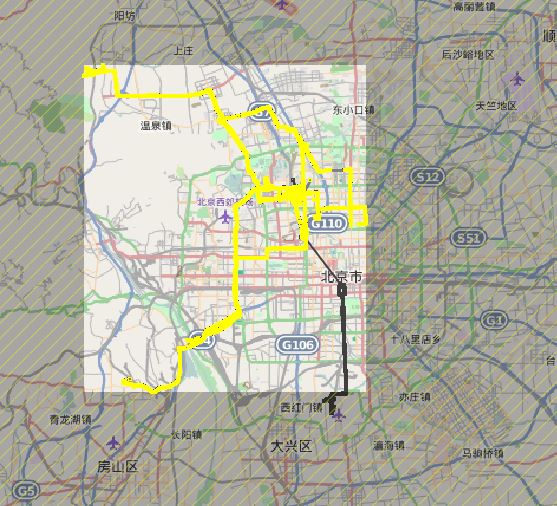 高丽营镇
阳坊
顺
上庄
后沙峪地区
天竺地区
东小口镇
温泉镇
S12
北京西郊机场
G110
S51
北京市
G1
G106
十八里店乡
台
亦庄镇
西红门镇
青龙湖镇
长阳镇
大兴区
瀛海镇
马驹桥镇
房山区
G5